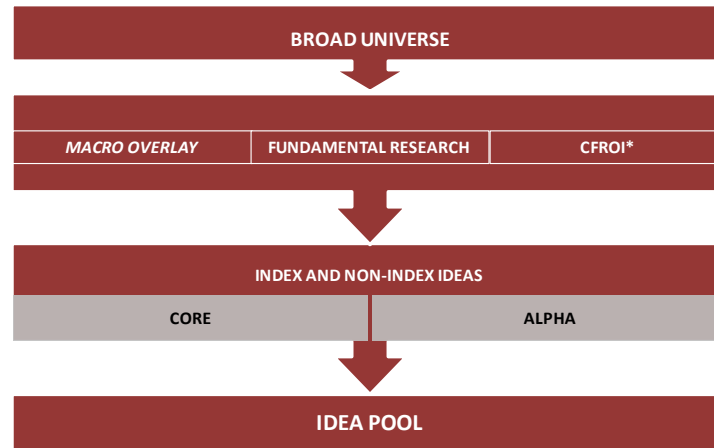 BROAD UNIVERSE
MACRO OVERLAY
FUNDAMENTAL RESEARCH
CFROI*
INDEX AND NON-INDEX IDEAS
CORE
ALPHA
IDEA POOL